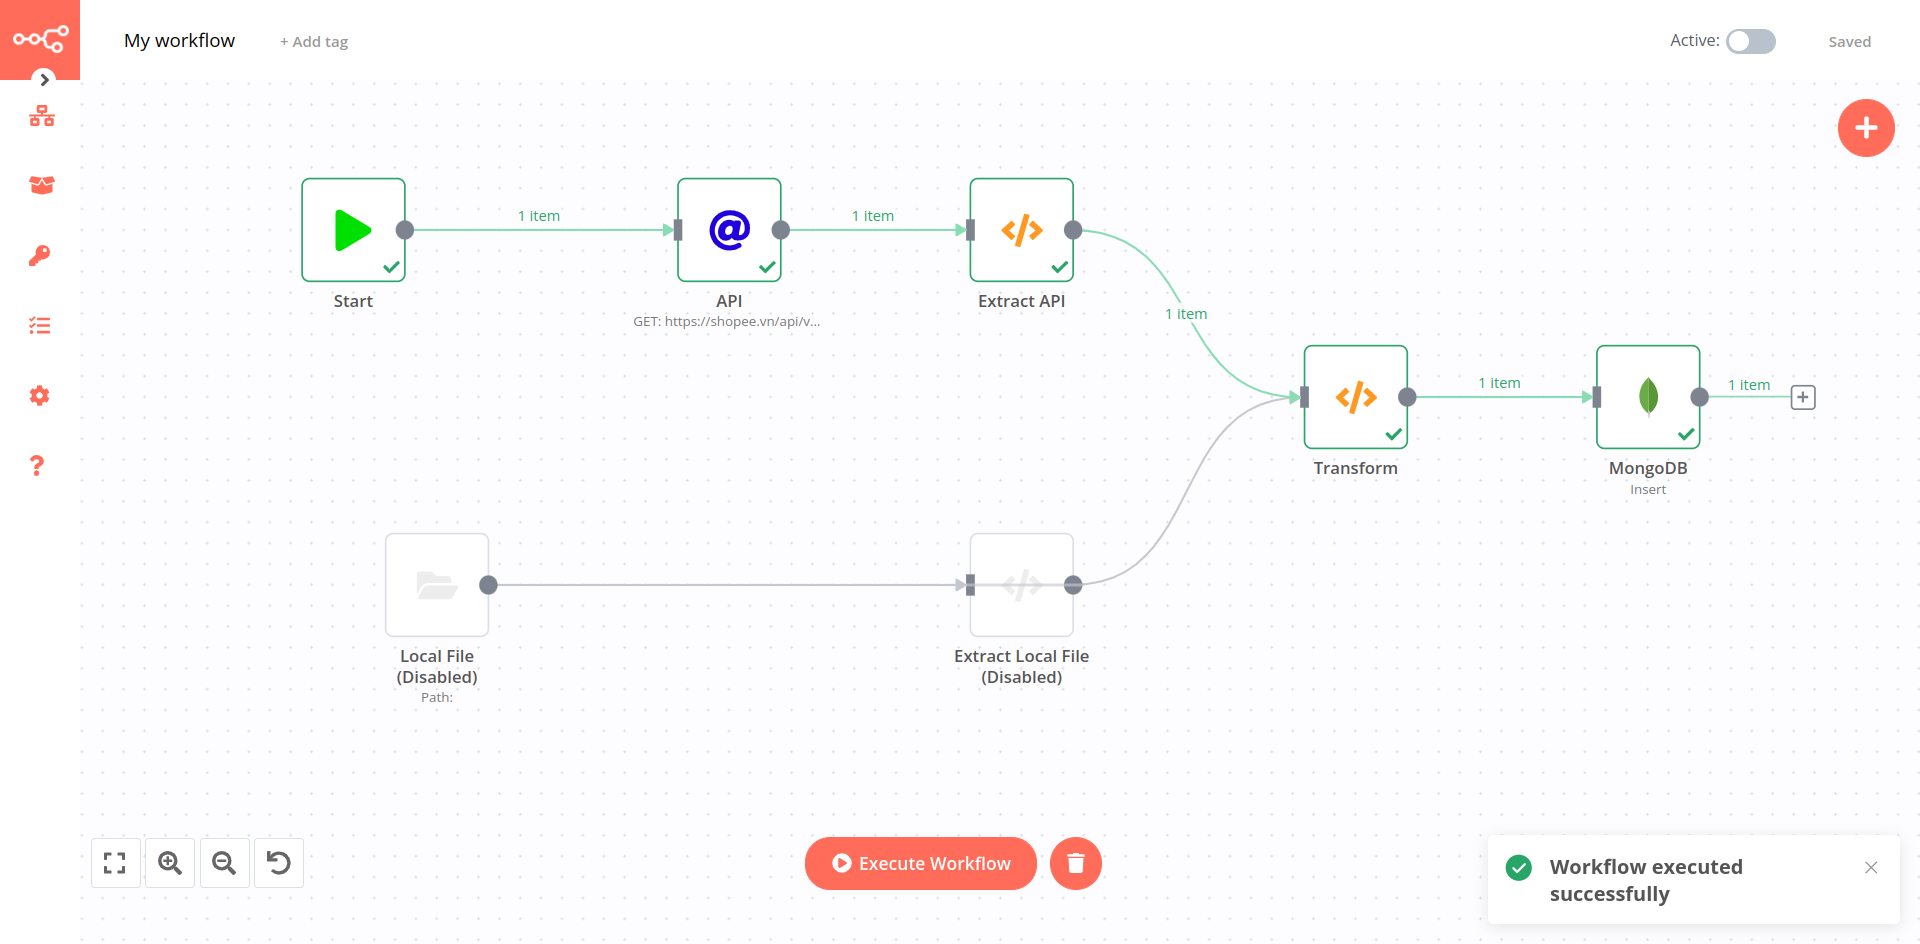 My workflow
+ Add tag
Active:
Saved
1 item
1 item
Start
API
GET: https://shopee.vn/api/v...
Extract API
1 item
1 item
1 item
Transform
MongoDB
Insert
Local File
(Disabled)
Path:
Extract Local File
(Disabled)
Execute Workflow
Workflow executed
successfully